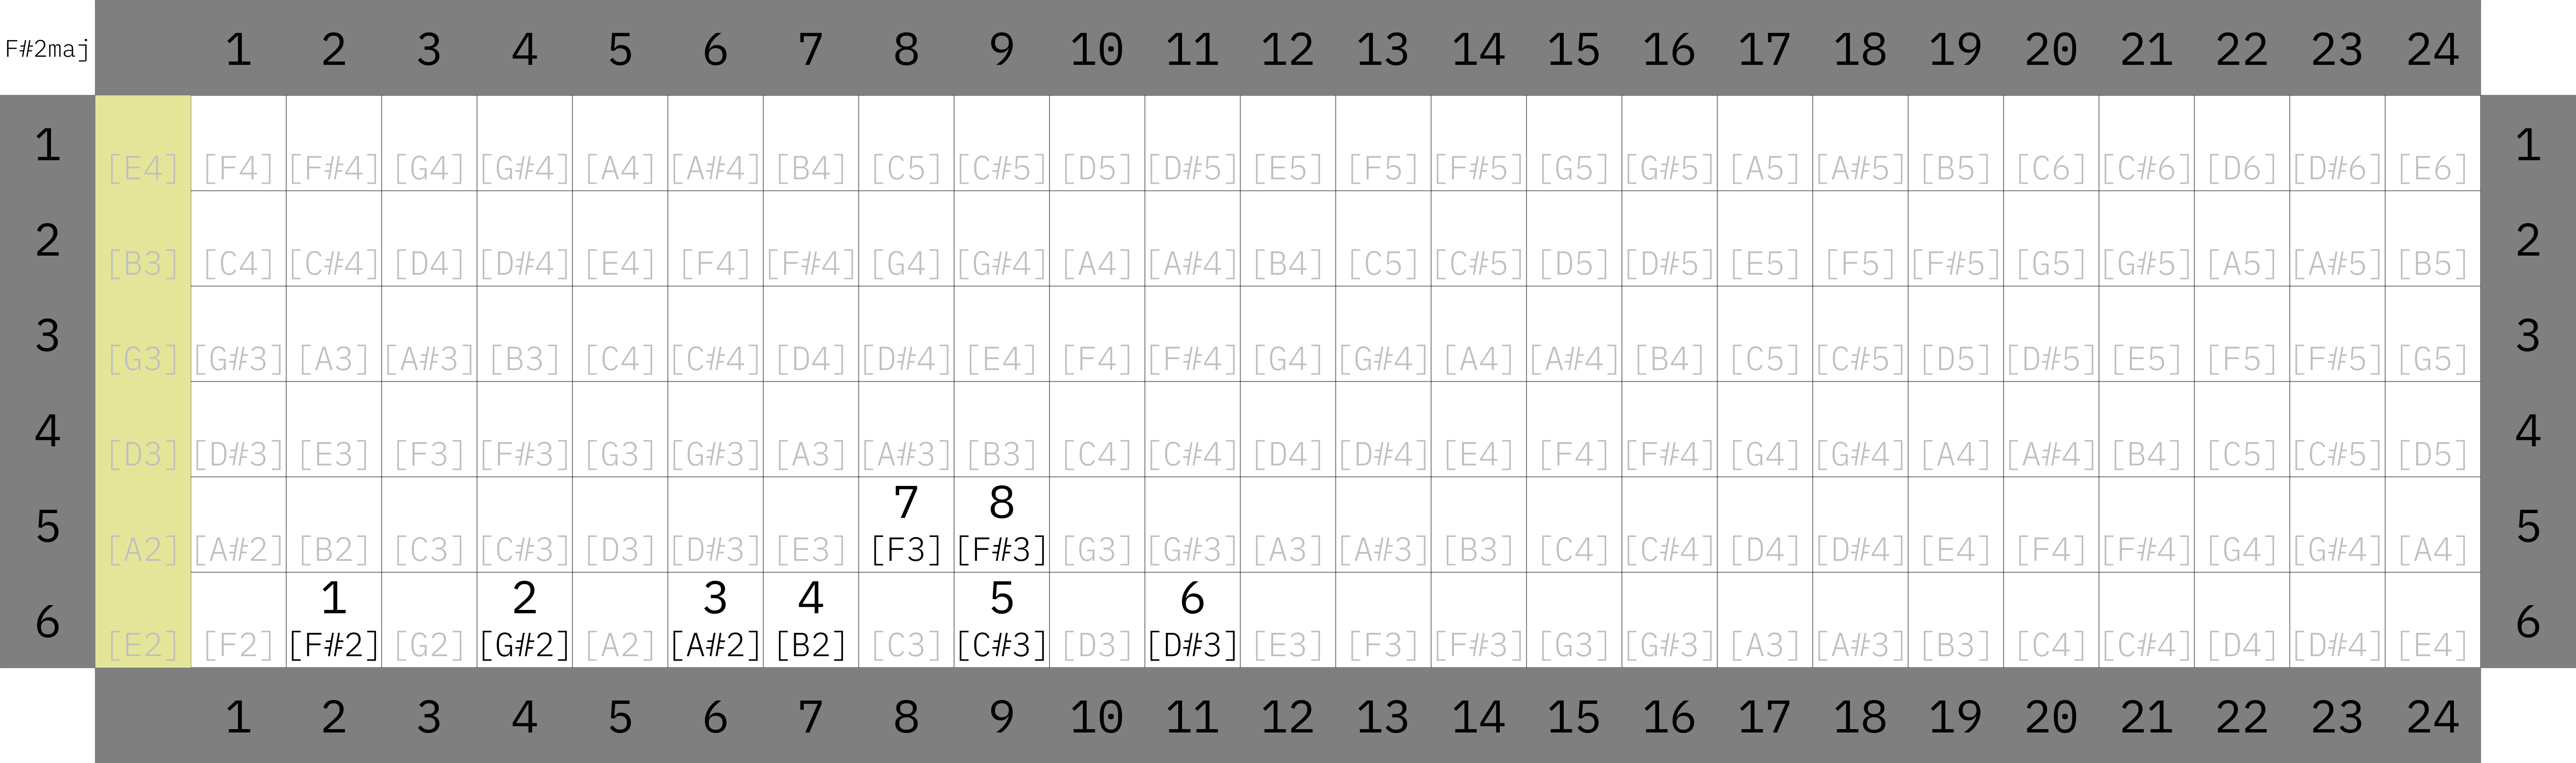 F#2maj 1 2 3 4 5 6 7 8 9 10 11 12 13 14 15 16 17 18 19 20 21 22 23 24
1 1
[E4] [F4] [F#4] [G4] [G#4] [A4] [A#4] [B4] [C5] [C#5] [D5] [D#5] [E5] [F5] [F#5] [G5] [G#5] [A5] [A#5] [B5] [C6] [C#6] [D6] [D#6] [E6]
2 2
[B3] [C4] [C#4] [D4] [D#4] [E4] [F4] [F#4] [G4] [G#4] [A4] [A#4] [B4] [C5] [C#5] [D5] [D#5] [E5] [F5] [F#5] [G5] [G#5] [A5] [A#5] [B5]
3 3
[G3] [G#3] [A3] [A#3] [B3] [C4] [C#4] [D4] [D#4] [E4] [F4] [F#4] [G4] [G#4] [A4] [A#4] [B4] [C5] [C#5] [D5] [D#5] [E5] [F5] [F#5] [G5]
4 4
[D3] [D#3] [E3] [F3] [F#3] [G3] [G#3] [A3] [A#3] [B3] [C4] [C#4] [D4] [D#4] [E4] [F4] [F#4] [G4] [G#4] [A4] [A#4] [B4] [C5] [C#5] [D5]
5 7 8 5
[A2] [A#2] [B2] [C3] [C#3] [D3] [D#3] [E3] [F3] [F#3] [G3] [G#3] [A3] [A#3] [B3] [C4] [C#4] [D4] [D#4] [E4] [F4] [F#4] [G4] [G#4] [A4]
6 1 2 3 4 5 6 6
[E2] [F2] [F#2] [G2] [G#2] [A2] [A#2] [B2] [C3] [C#3] [D3] [D#3] [E3] [F3] [F#3] [G3] [G#3] [A3] [A#3] [B3] [C4] [C#4] [D4] [D#4] [E4]
1 2 3 4 5 6 7 8 9 10 11 12 13 14 15 16 17 18 19 20 21 22 23 24